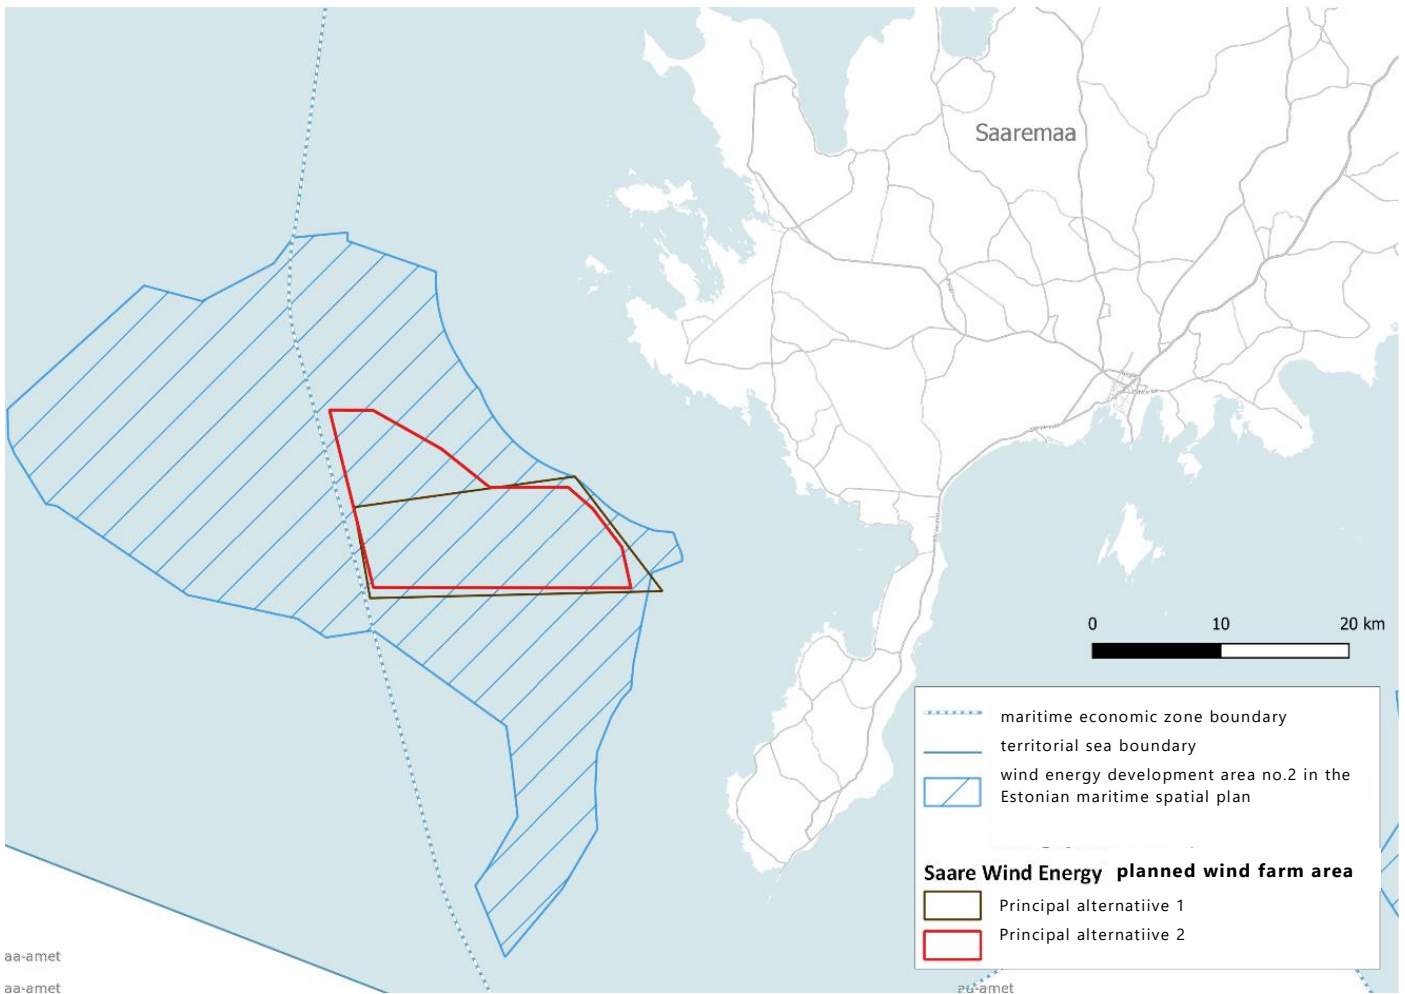 Saaremaa
0 10 20 km
maritime economic zone boundary
territorial sea boundary
wind energy development area no.2 in the
Estonian maritime spatial plan
Saare Wind Energy planned wind farm area
Principal alternatiive 1
Principal alternatiive 2
aa-amet
aa-amet
aa-amet